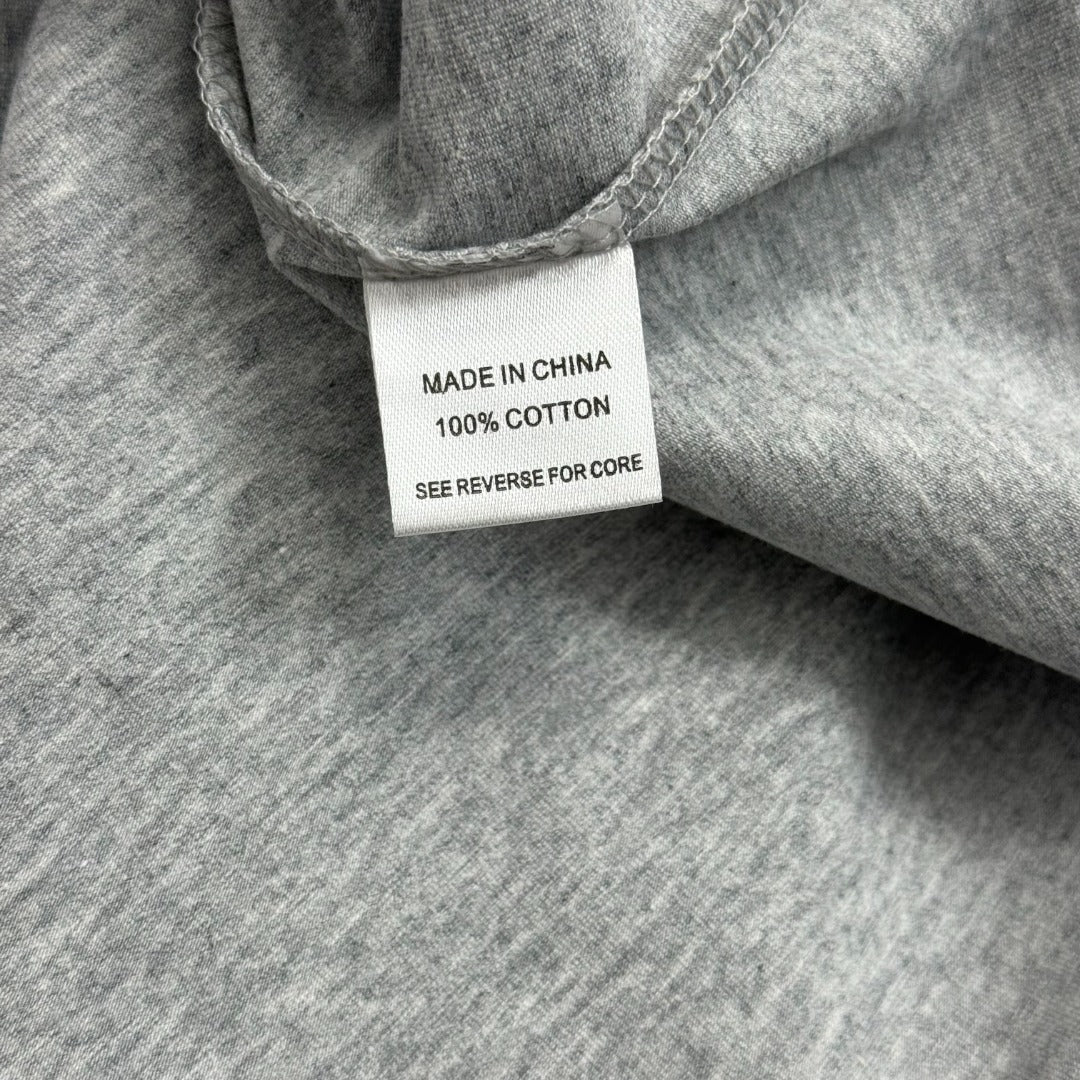 MADE IN CHINA
100% COTTON
SEE REVERSE FOR CORE